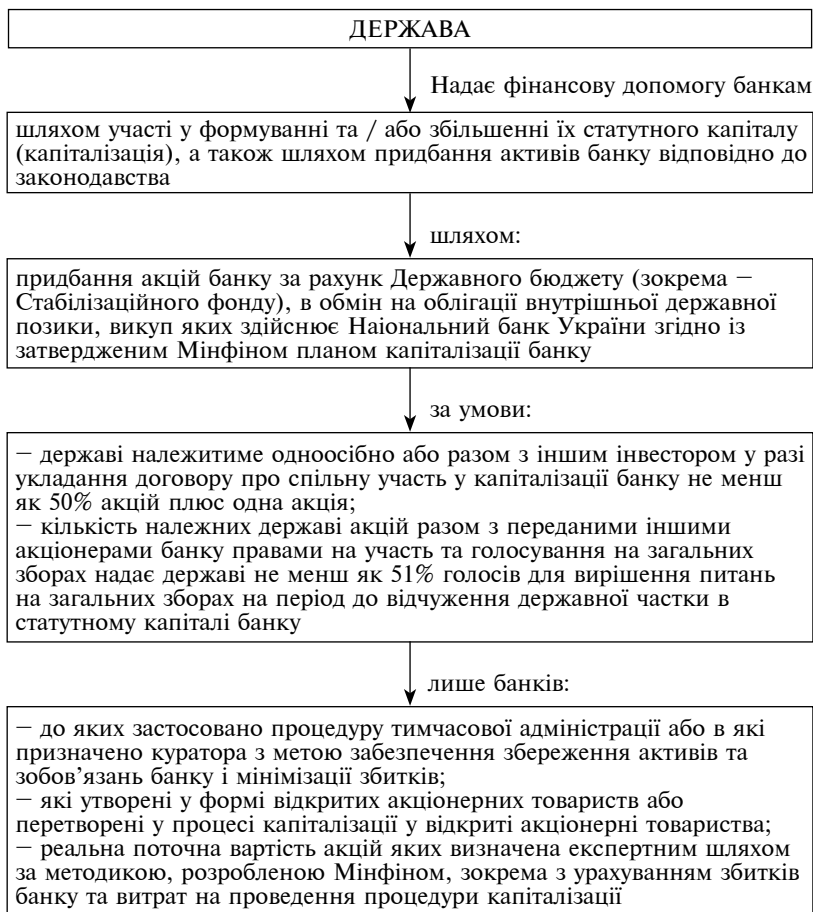 ДЕРЖАВА
Надає фінансову допомогу банкам
шляхом участі у формуванні та / або збільшенні їх статутного капіталу
(капіталізація), а також шляхом придбання активів банку відповідно до
законодавства
шляхом:
придбання акцій банку за рахунк Державного бюджету (зокрема −
Стабілізаційного фонду), в обмін на облігації внутрішньої державної
позики, викуп яких здійснює Наіональний банк України згідно із
затвердженим Мінфіном планом капіталізації банку
за умови:
− державі належитиме одноосібно або разом з іншим інвестором у разі
укладання договору про спільну участь у капіталізації банку не менш
як 50% акцій плюс одна акція;
− кількість належних державі акцій разом з переданими іншими
акціонерами банку правами на участь та голосування на загальних
зборах надає державі не менш як 51% голосів для вирішення питань
на загальних зборах на період до відчуження державної частки в
статутному капіталі банку
лише банків:
− до яких застосовано процедуру тимчасової адміністрації або в які
призначено куратора з метою забезпечення збереження активів та
зобов’язань банку і мінімізації збитків;
− які утворені у формі відкритих акціонерних товариств або
перетворені у процесі капіталізації у відкриті акціонерні товариства;
− реальна поточна вартість акцій яких визначена експертним шляхом
за методикою, розробленою Мінфіном, зокрема з урахуванням збитків
банку та витрат на проведення процедури капіталізації